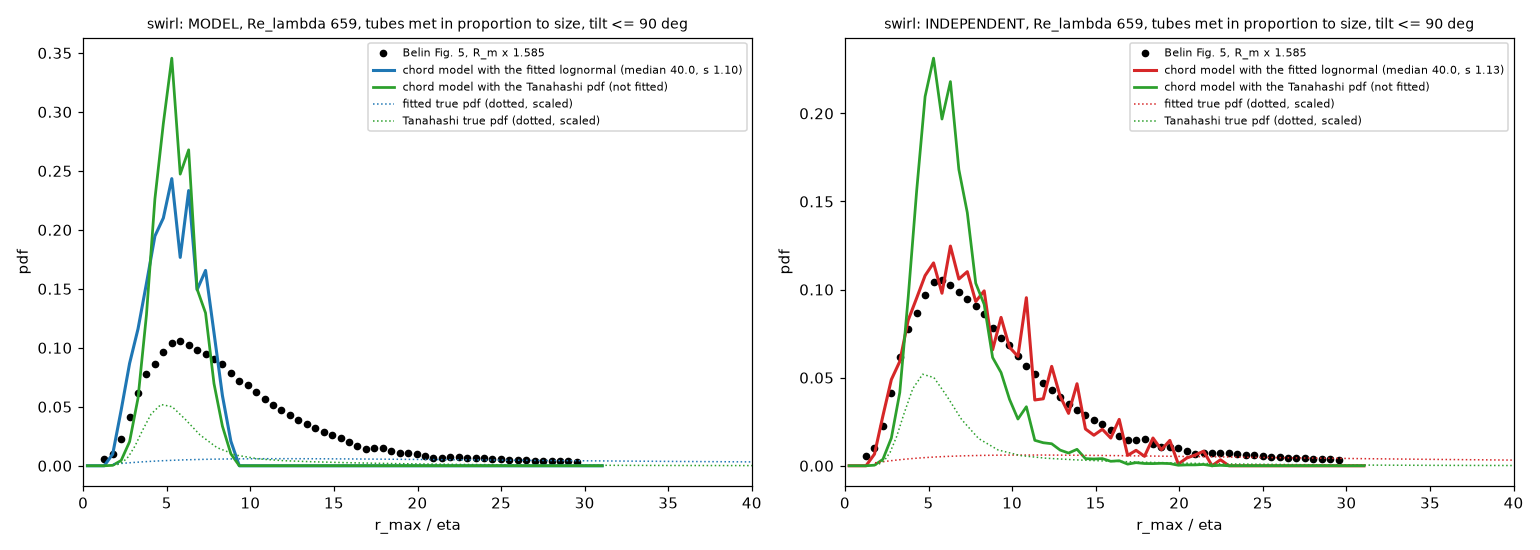 swirl: MODEL, Re_lambda 659, tubes met in proportion to size, tilt <= 90 deg
Belin Fig. 5, R_m x 1.585
chord model with the fitted lognormal (median 40.0, s 1.10)
chord model with the Tanahashi pdf (not fitted)
fitted true pdf (dotted, scaled)
Tanahashi true pdf (dotted, scaled)
pdf
0.35
0.30
0.25
0.20
0.15
0.10
0.05
0.00
0 5 10 15 20 25 30 35 40
r_max / eta
swirl: INDEPENDENT, Re_lambda 659, tubes met in proportion to size, tilt <= 90 deg
Belin Fig. 5, R_m x 1.585
chord model with the fitted lognormal (median 40.0, s 1.13)
chord model with the Tanahashi pdf (not fitted)
fitted true pdf (dotted, scaled)
Tanahashi true pdf (dotted, scaled)
pdf
0.20
0.15
0.10
0.05
0.00
0 5 10 15 20 25 30 35 40
r_max / eta